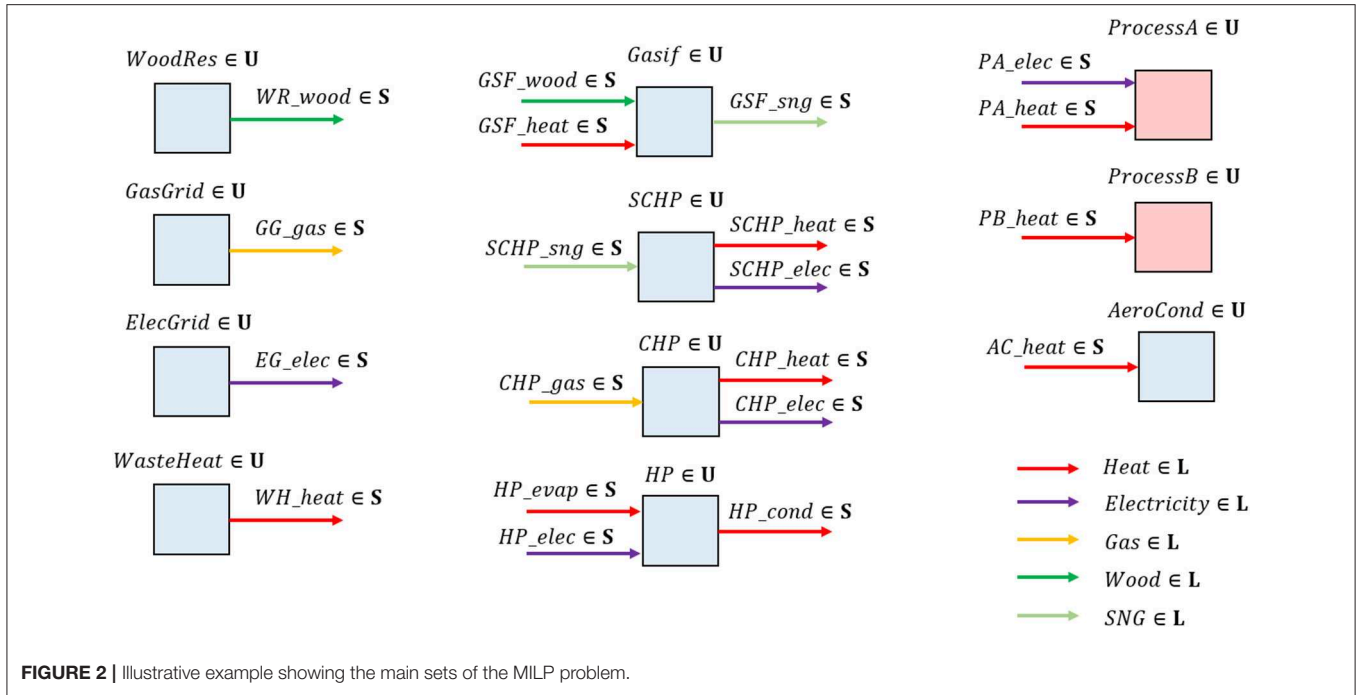 WoodRes ∈ U
WR_wood ∈ S
GasGrid ∈ U
GG_gas ∈ S
ElecGrid ∈ U
EG_elec ∈ S
WasteHeat ∈ U
WH_heat ∈ S
Gasif ∈ U
GSF_wood ∈ S
GSF_sng ∈ S
GSF_heat ∈ S
SCHP ∈ U
SCHP_heat ∈ S
SCHP_sng ∈ S
SCHP_elec ∈ S
CHP ∈ U
CHP_heat ∈ S
CHP_gas ∈ S
CHP_elec ∈ S
HP ∈ U
HP_evap ∈ S
HP_cond ∈ S
HP_elec ∈ S
ProcessA ∈ U
PA_elec ∈ S
PA_heat ∈ S
ProcessB ∈ U
PB_heat ∈ S
AeroCond ∈ U
AC_heat ∈ S
Heat ∈ L
Electricity ∈ L
Gas ∈ L
Wood ∈ L
SNG ∈ L
FIGURE 2 | Illustrative example showing the main sets of the MILP problem.